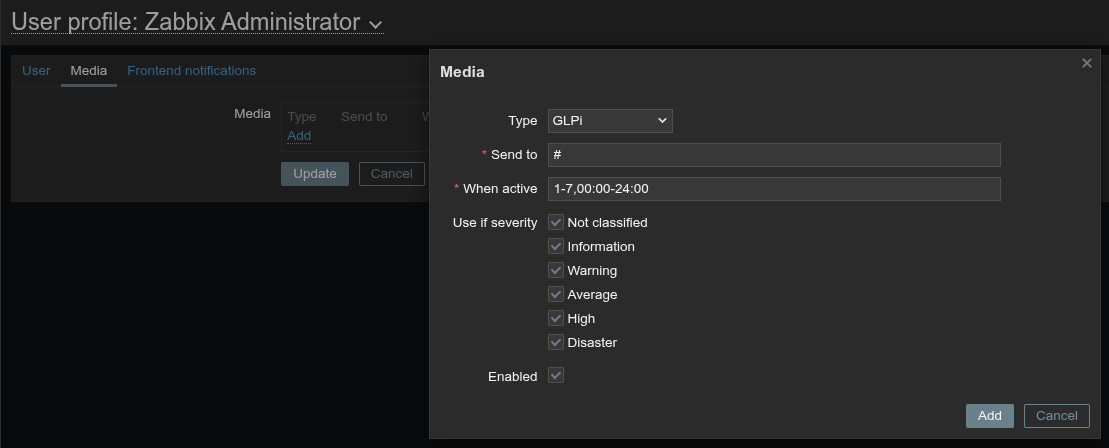 User profile: Zabbix Administrator
User Media Frontend notifications
Media Type Send to W
Add
Update Cancel
Media
Type GLPi
* Send to #
* When active 1-7,00:00-24:00
Use if severity Not classified
Information
Warning
Average
High
Disaster
Enabled
Add Cancel